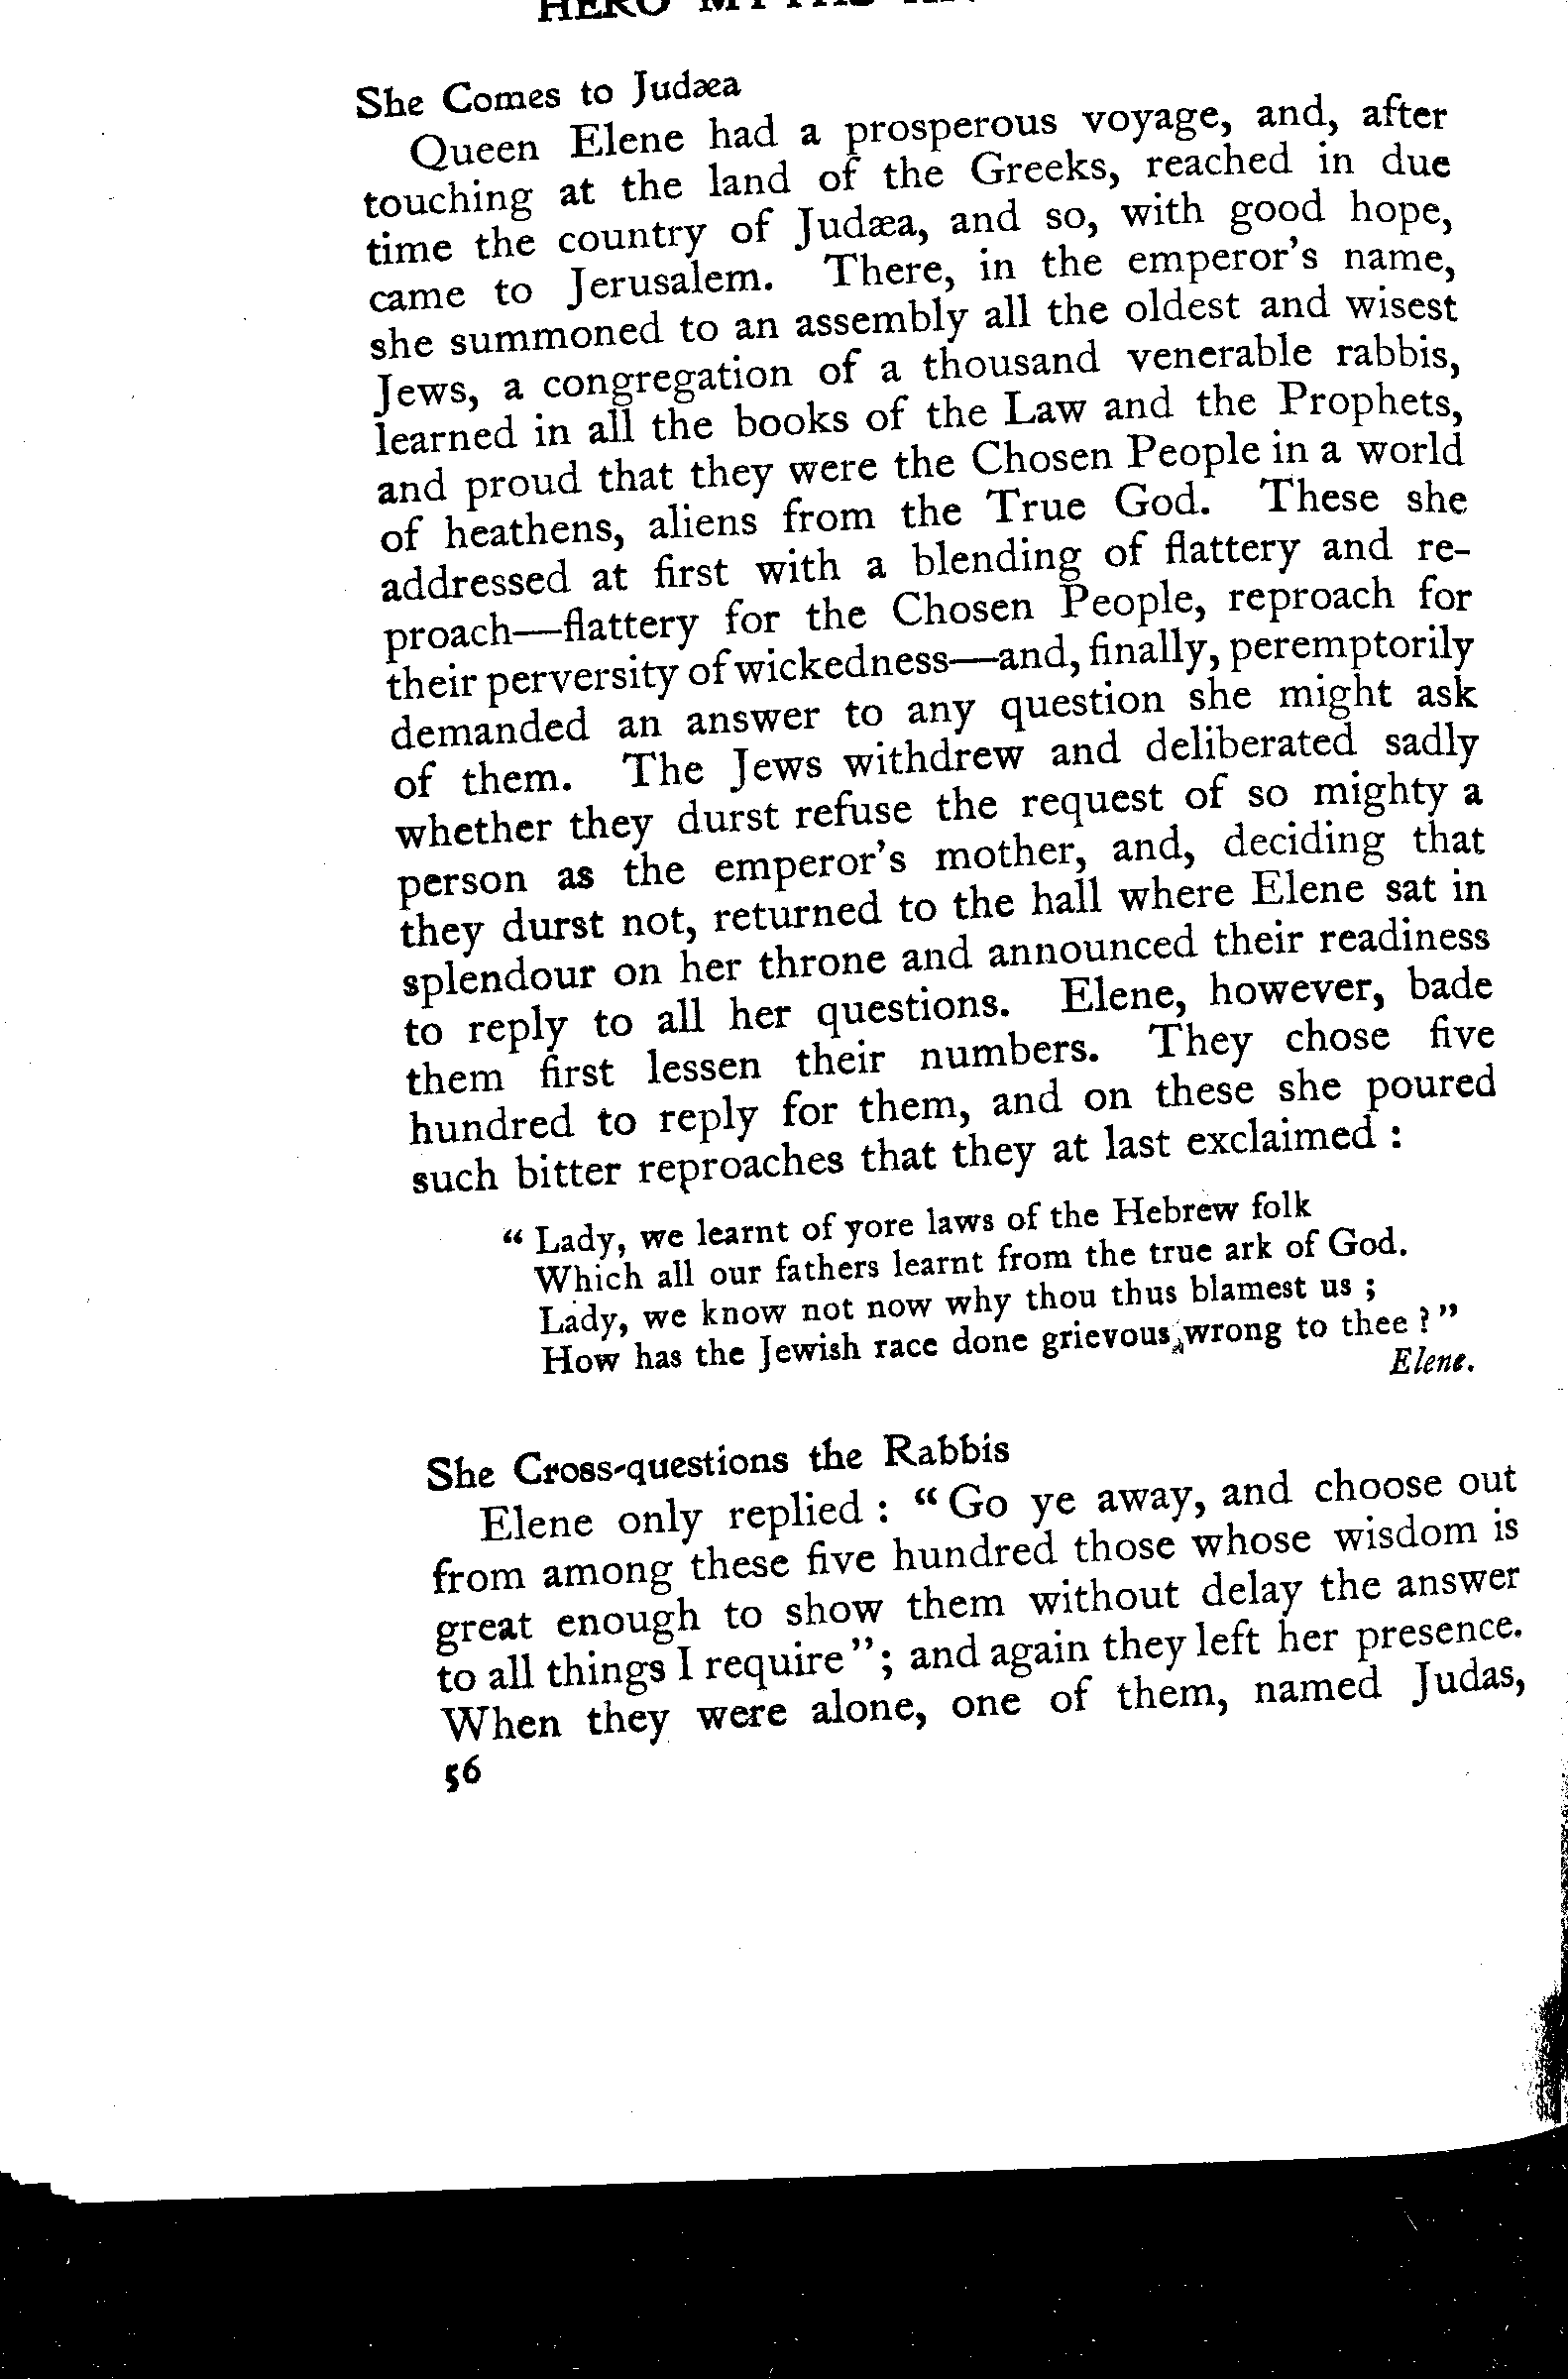 HERO MYTHS
She Comes to Judæa
Queen Elene had a prosperous voyage, and, after
touching at the land of the Greeks, reached in due
time the country of Judæa, and so, with good hope,
came to Jerusalem. There, in the emperor's name,
she summoned to an assembly all the oldest and wisest
Jews, a congregation of a thousand venerable rabbis,
learned in all the books of the Law and the Prophets,
and proud that they were the Chosen People in a world
of heathens, aliens from the True God. These she
addressed at first with a blending of flattery and re-
proach—flattery for the Chosen People, reproach for
their perversity of wickedness—and, finally, peremptorily
demanded an answer to any question she might ask
of them. The Jews withdrew and deliberated sadly
whether they durst refuse the request of so mighty a
person as the emperor's mother, and, deciding that
they durst not, returned to the hall where Elene sat in
splendour on her throne and announced their readiness
to reply to all her questions. Elene, however, bade
them first lessen their numbers. They chose five
hundred to reply for them, and on these she poured
such bitter reproaches that they at last exclaimed :
“ Lady, we learnt of yore laws of the Hebrew folk
Which all our fathers learnt from the true ark of God.
Lady, we know not now why thou thus blamest us ;
How has the Jewish race done grievous wrong to thee ? ”
Elene.
She Cross-questions the Rabbis
Elene only replied : “ Go ye away, and choose out
from among these five hundred those whose wisdom is
great enough to show them without delay the answer
to all things I require ” ; and again they left her presence.
When they were alone, one of them, named Judas,
56